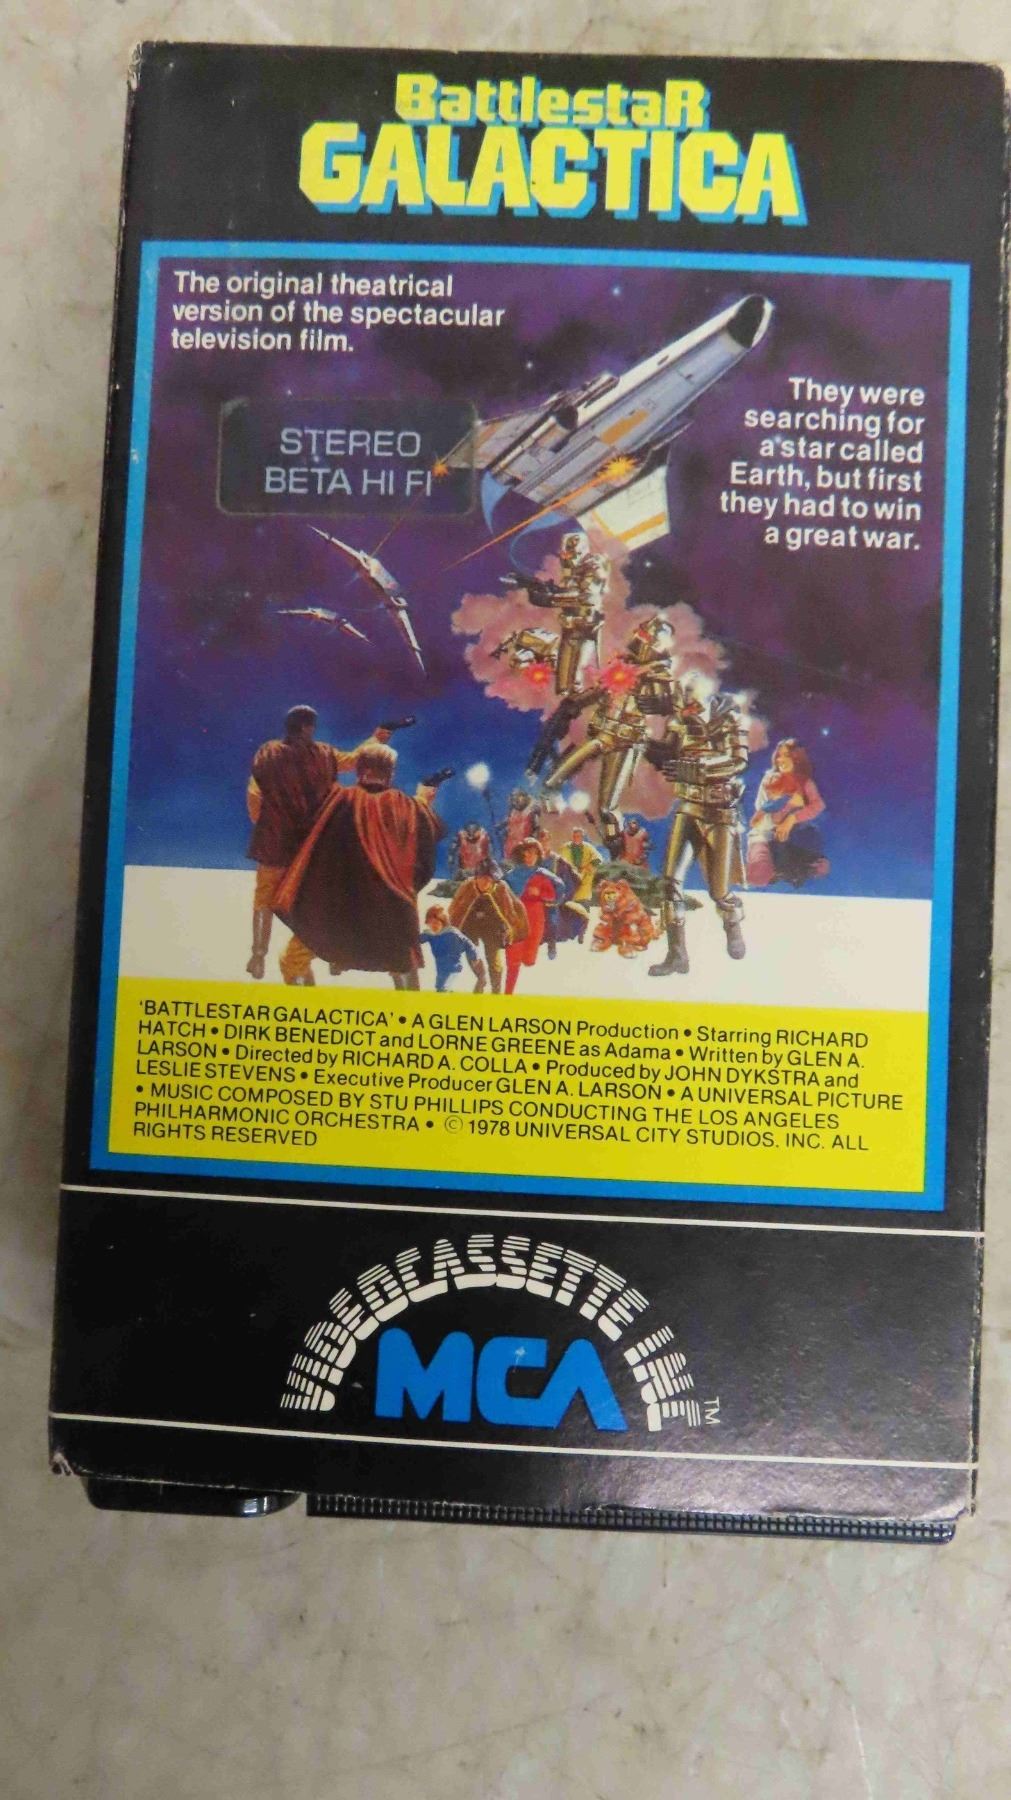 BattlestaR
GALACTICA
The original theatrical
version of the spectacular
television film.
They were
searching for
a star called
Earth, but first
they had to win
a great war.
STEREO
BETA HI FI
'BATTLESTAR GALACTICA' • A GLEN LARSON Production • Starring RICHARD
HATCH • DIRK BENEDICT and LORNE GREENE as Adama • Written by GLEN A.
LARSON • Directed by RICHARD A. COLLA • Produced by JOHN DYKSTRA and
LESLIE STEVENS • Executive Producer GLEN A. LARSON • A UNIVERSAL PICTURE
• MUSIC COMPOSED BY STU PHILLIPS CONDUCTING THE LOS ANGELES
PHILHARMONIC ORCHESTRA • © 1978 UNIVERSAL CITY STUDIOS, INC. ALL
RIGHTS RESERVED
VIDEOCASSETTE INC TM
MCA